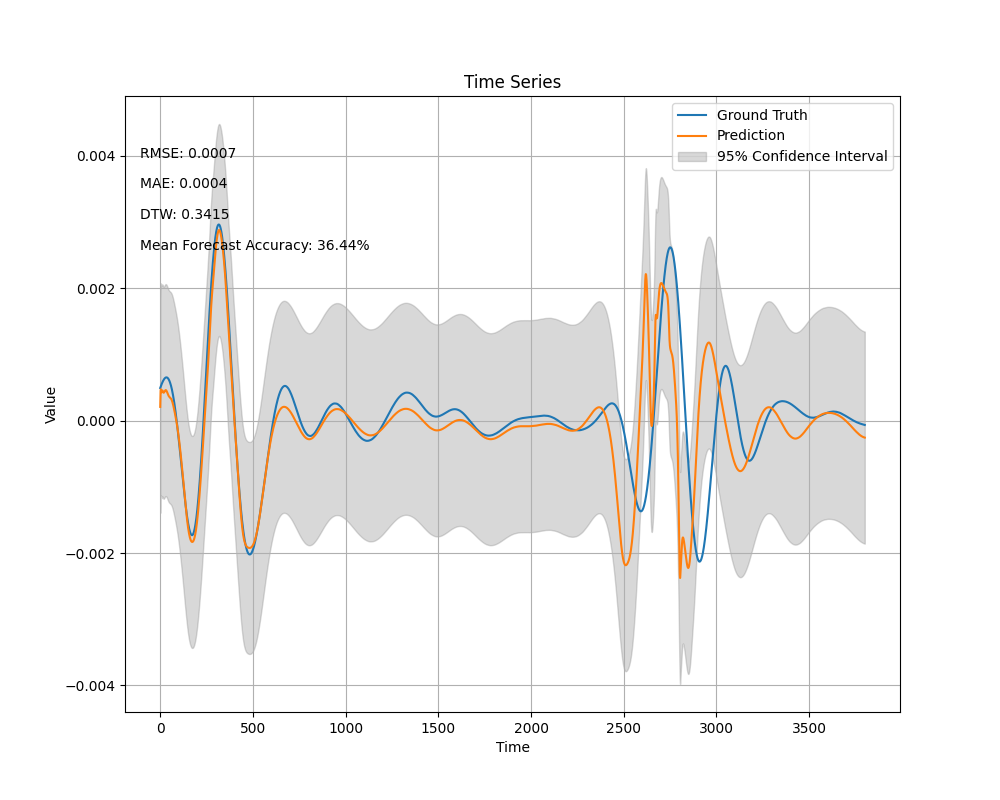 Time Series
Ground Truth
Prediction
95% Confidence Interval
RMSE: 0.0007
MAE: 0.0004
DTW: 0.3415
Mean Forecast Accuracy: 36.44%
Value
0.004
0.002
0.000
−0.002
−0.004
0 500 1000 1500 2000 2500 3000 3500
Time